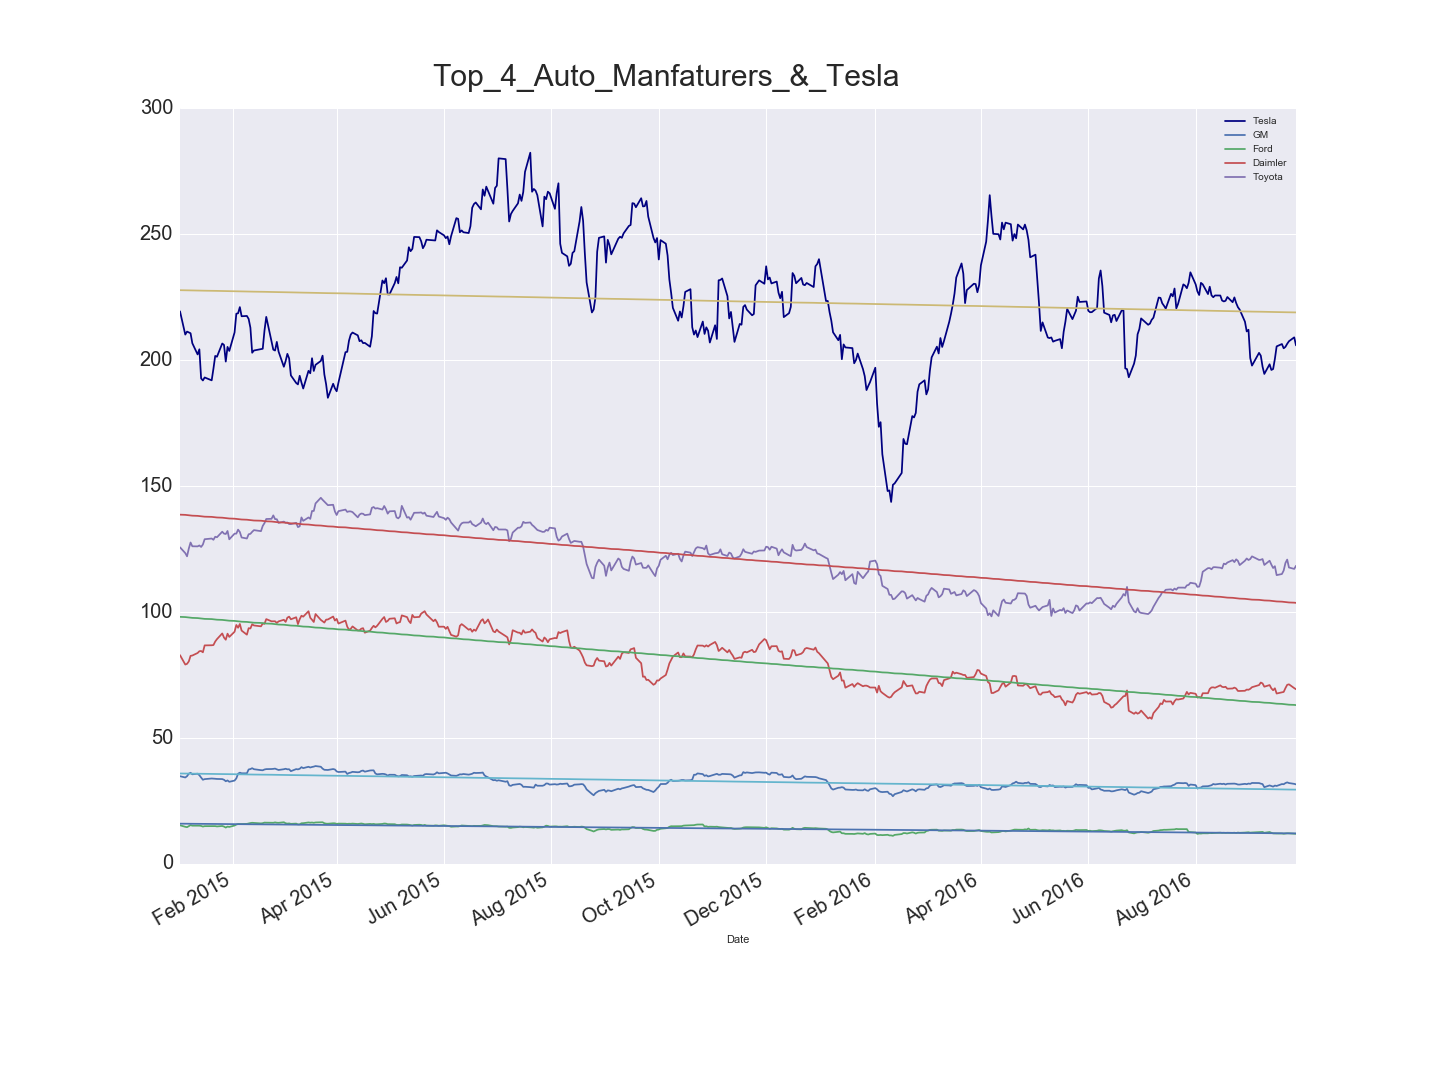 Top_4_Auto_Manfaturers_&_Tesla
300
250
200
150
100
50
0
Tesla
GM
Ford
Daimler
Toyota
Feb 2015
Apr 2015
Jun 2015
Aug 2015
Oct 2015
Dec 2015
Feb 2016
Apr 2016
Jun 2016
Aug 2016
Date